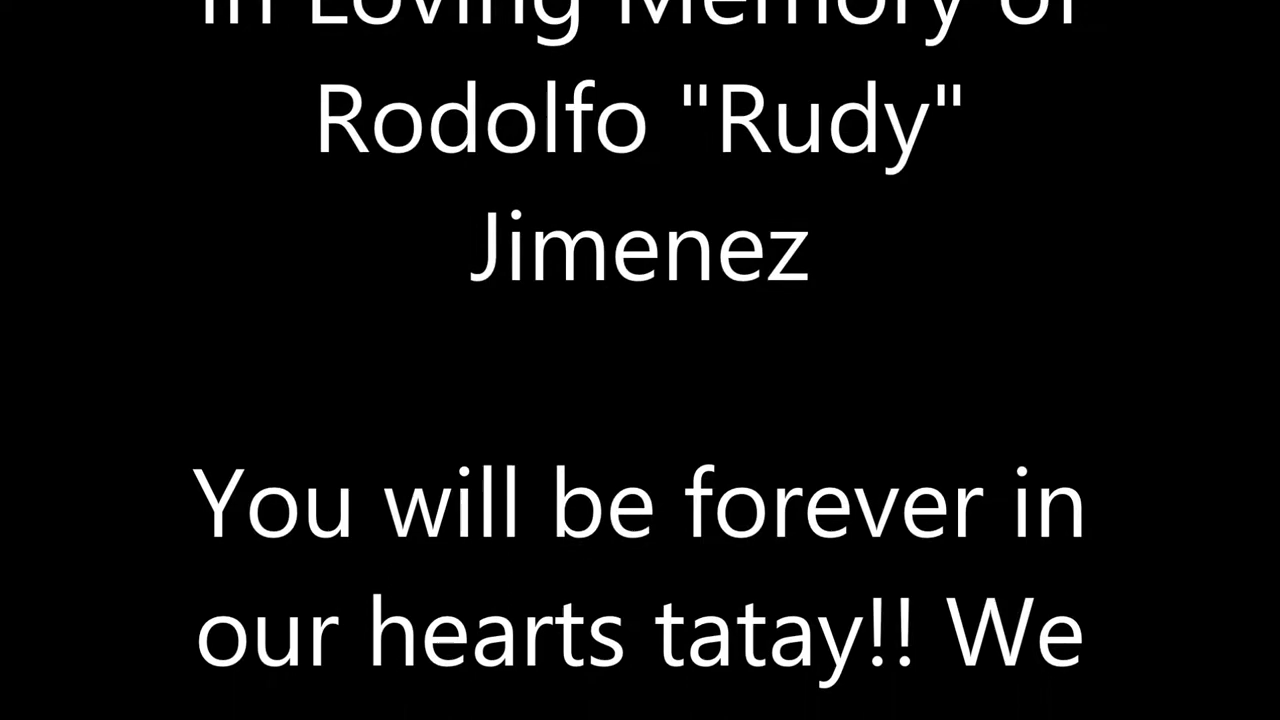 In Loving Memory of
Rodolfo "Rudy"
Jimenez
You will be forever in
our hearts tatay!! We